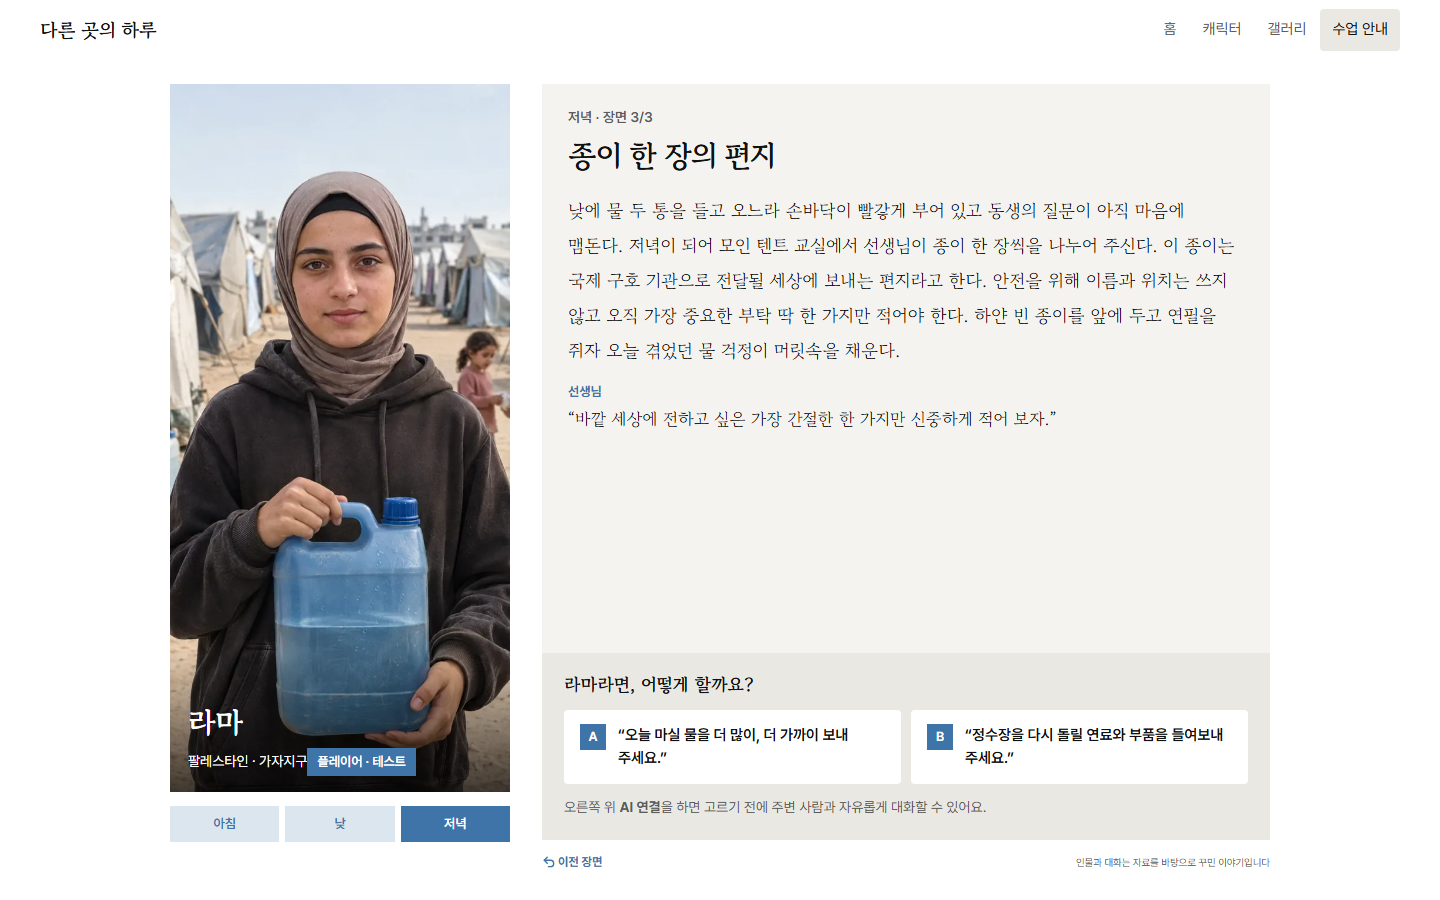 다른 곳의 하루
홈
캐릭터
갤러리
수업 안내
라마
팔레스타인 · 가자지구
플레이어 · 테스트
아침
낮
저녁
저녁 · 장면 3/3
종이 한 장의 편지
낮에 물 두 통을 들고 오느라 손바닥이 빨갛게 부어 있고 동생의 질문이 아직 마음에
맴돈다. 저녁이 되어 모인 텐트 교실에서 선생님이 종이 한 장씩을 나누어 주신다. 이 종이는
국제 구호 기관으로 전달될 세상에 보내는 편지라고 한다. 안전을 위해 이름과 위치는 쓰지
않고 오직 가장 중요한 부탁 딱 한 가지만 적어야 한다. 하얀 빈 종이를 앞에 두고 연필을
쥐자 오늘 겪었던 물 걱정이 머릿속을 채운다.
선생님
“바깥 세상에 전하고 싶은 가장 간절한 한 가지만 신중하게 적어 보자.”
라마라면, 어떻게 할까요?
A
“오늘 마실 물을 더 많이, 더 가까이 보내
주세요.”
B
“정수장을 다시 돌릴 연료와 부품을 들여보내
주세요.”
오른쪽 위 AI 연결을 하면 고르기 전에 주변 사람과 자유롭게 대화할 수 있어요.
이전 장면
인물과 대화는 자료를 바탕으로 꾸민 이야기입니다